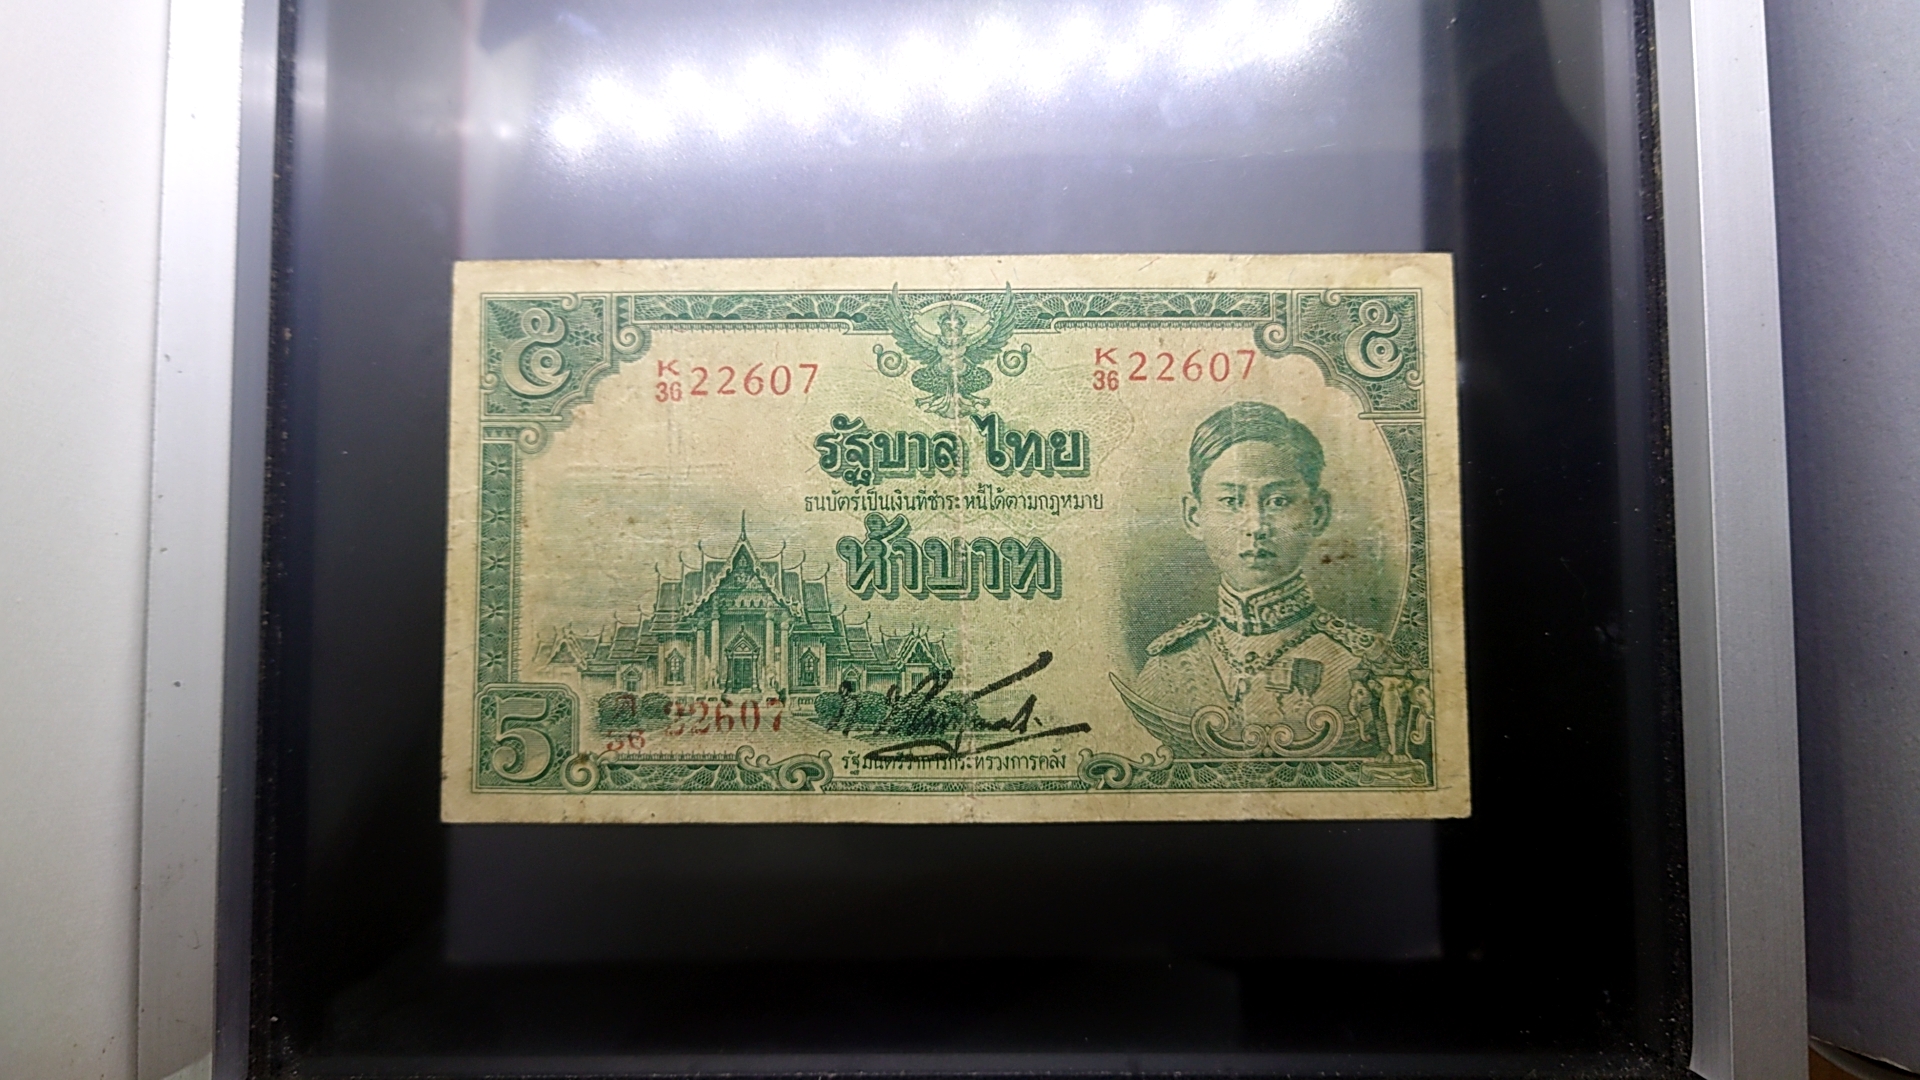 ๕ ๕
K/36 22607 K/36 22607
รัฐบาลไทย
ธนบัตร์เป็นเงินที่ชำระหนี้ได้ตามกฎหมาย
ห้าบาท
36 22607
5
รัฐมนตรีว่าการกระทรวงการคลัง